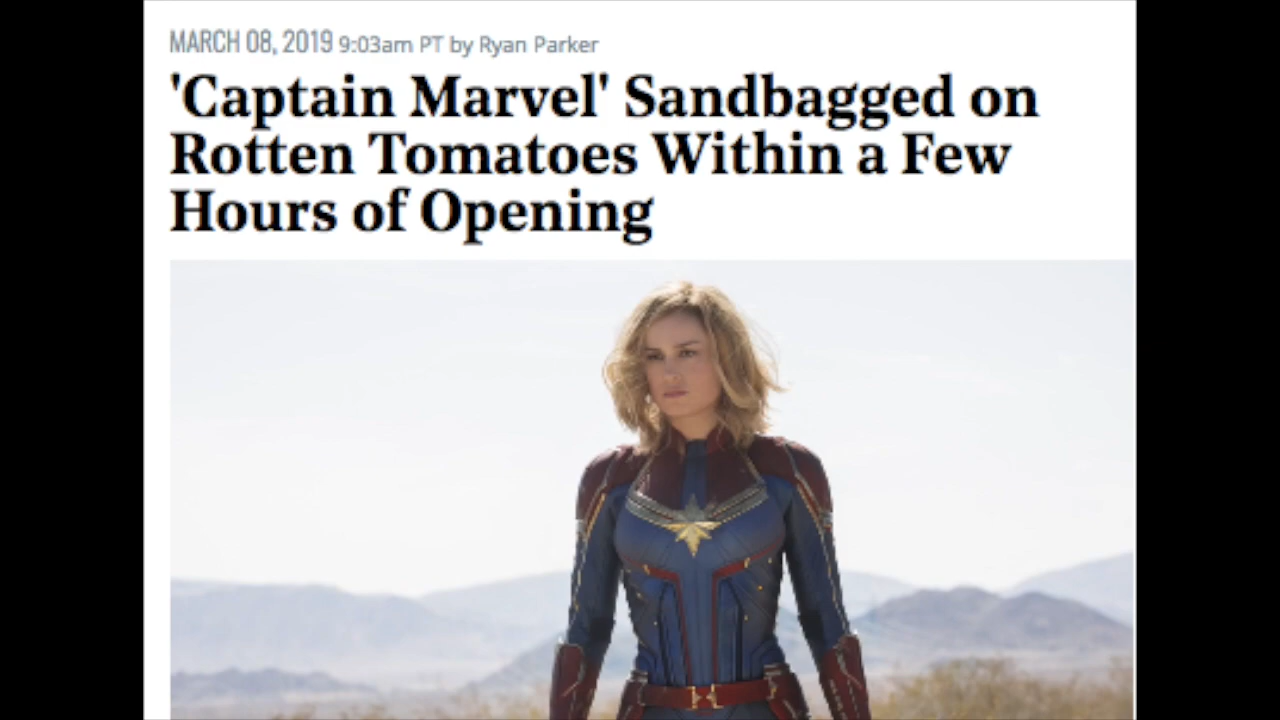 MARCH 08, 2019 9:03am PT by Ryan Parker
'Captain Marvel' Sandbagged on
Rotten Tomatoes Within a Few
Hours of Opening